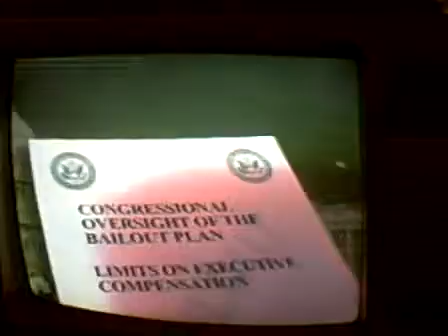 CONGRESSIONAL
OVERSIGHT OF THE
BAILOUT PLAN
LIMITS ON EXECUTIVE
COMPENSATION